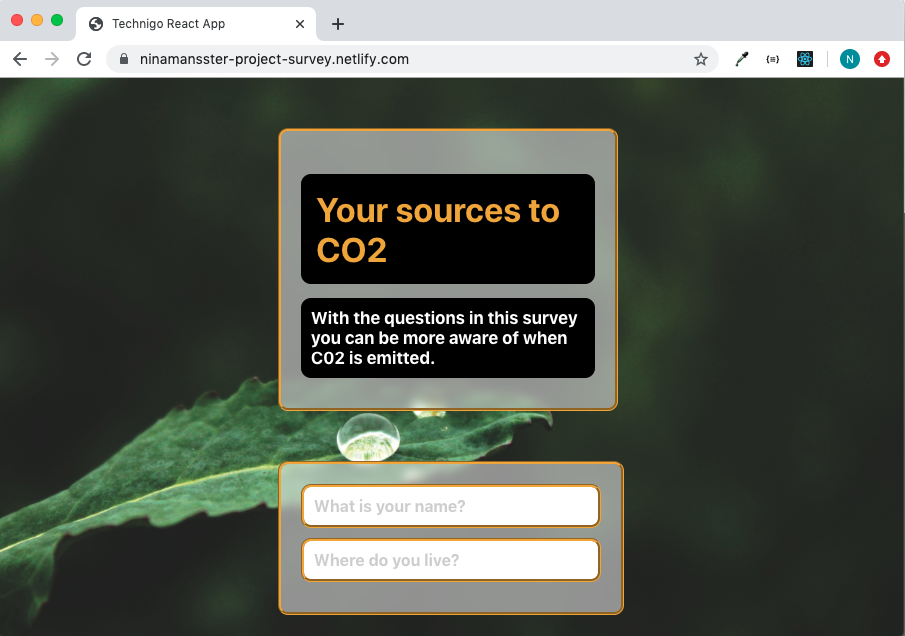 Technigo React App
ninamansster-project-survey.netlify.com
N
Your sources to
CO2
With the questions in this survey
you can be more aware of when
C02 is emitted.
What is your name?
Where do you live?